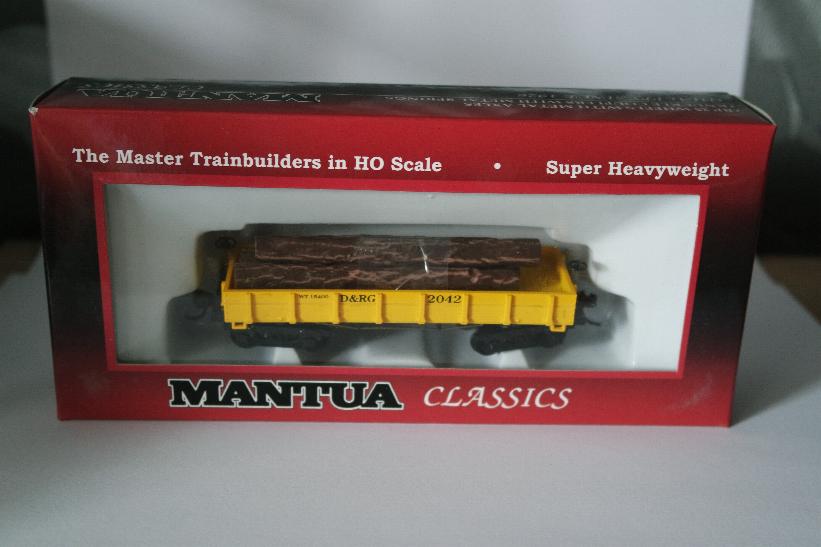 The Master Trainbuilders in HO Scale • Super Heavyweight
D&RG 2042
MANTUA CLASSICS